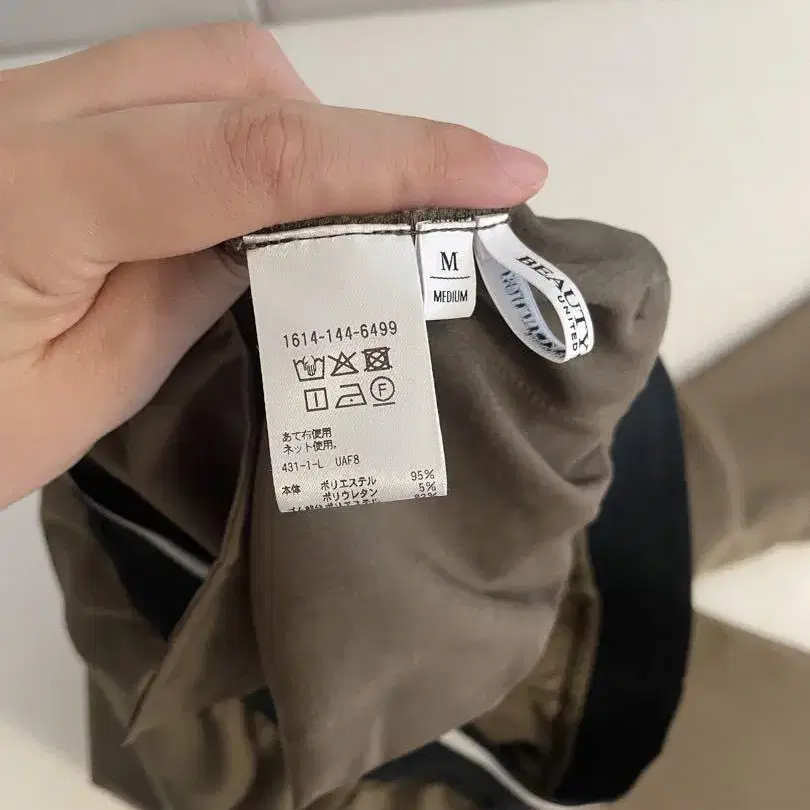 1614-144-6499
F
あて布使用
ネット使用。
431-1-L UAF8
本体 ポリエステル 95%
ポリウレタン 5%
M
MEDIUM
BEAUTY
UNITED